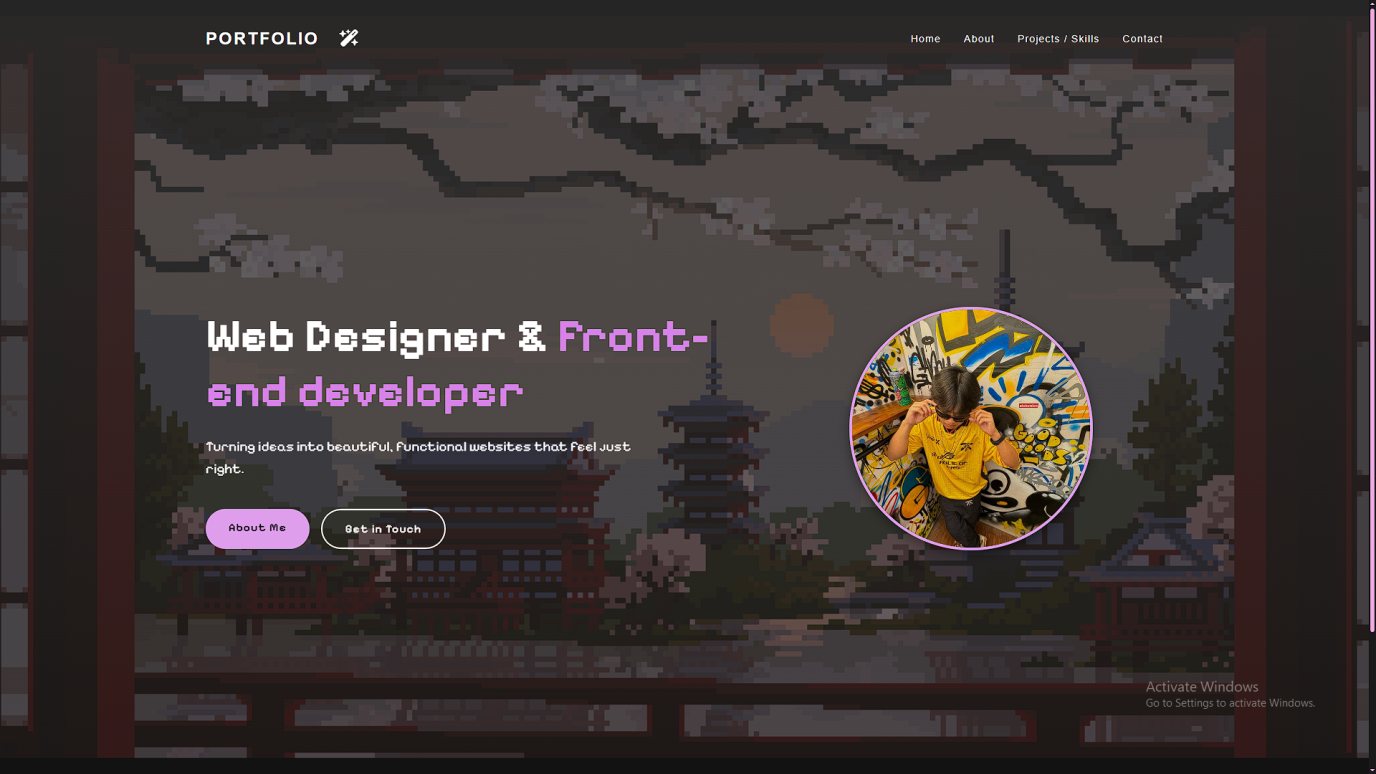 PORTFOLIO
Home About Projects / Skills Contact
Web Designer & Front-
end developer
Turning ideas into beautiful, functional websites that feel just
right.
About Me
Get in Touch
Activate Windows
Go to Settings to activate Windows.